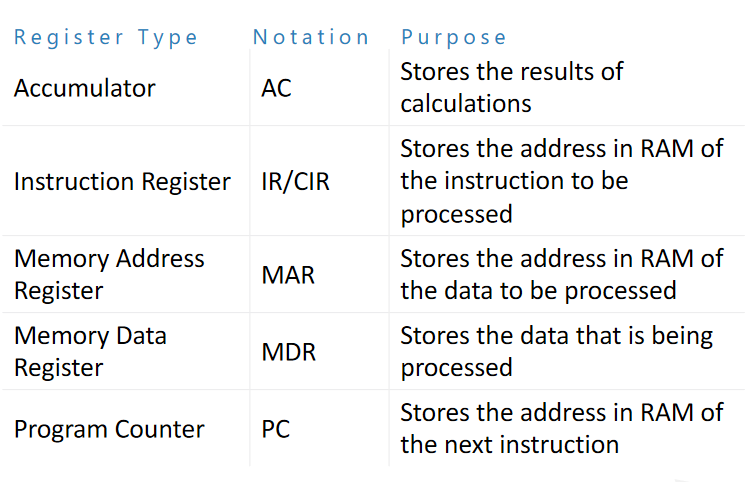 Register Type Notation Purpose
Accumulator AC Stores the results of
calculations
Instruction Register IR/CIR Stores the address in RAM of
the instruction to be
processed
Memory Address
Register MAR Stores the address in RAM of
the data to be processed
Memory Data
Register MDR Stores the data that is being
processed
Program Counter PC Stores the address in RAM of
the next instruction